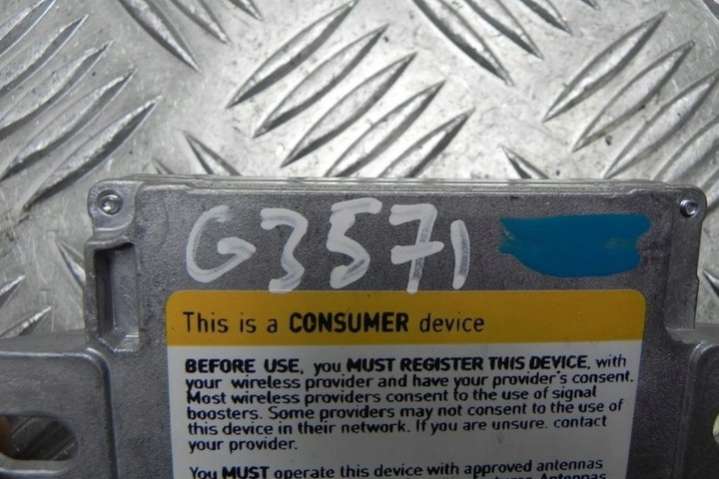 G3571
This is a CONSUMER device
BEFORE USE, you MUST REGISTER THIS DEVICE, with
your wireless provider and have your provider's consent.
Most wireless providers consent to the use of signal
boosters. Some providers may not consent to the use of
this device in their network. If you are unsure. contact
your provider.
You MUST operate this device with approved antennas
Antennas